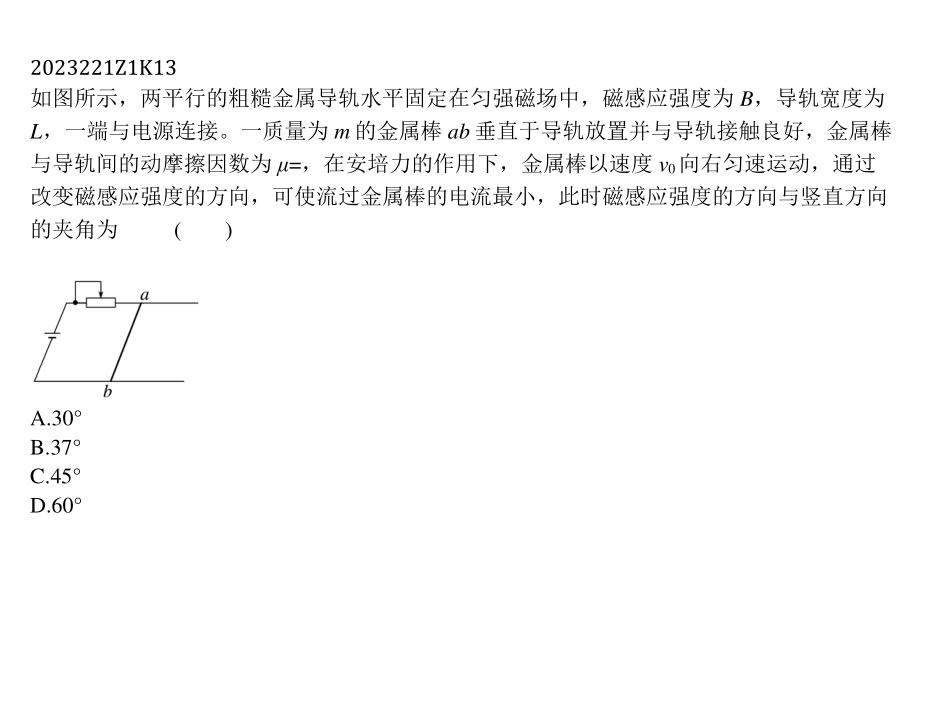 2023221Z1K13
如图所示，两平行的粗糙金属导轨水平固定在匀强磁场中，磁感应强度为 B，导轨宽度为
L，一端与电源连接。一质量为 m 的金属棒 ab 垂直于导轨放置并与导轨接触良好，金属棒
与导轨间的动摩擦因数为 μ=，在安培力的作用下，金属棒以速度 v₀ 向右匀速运动，通过
改变磁感应强度的方向，可使流过金属棒的电流最小，此时磁感应强度的方向与竖直方向
的夹角为 ( )
a
b
A.30°
B.37°
C.45°
D.60°